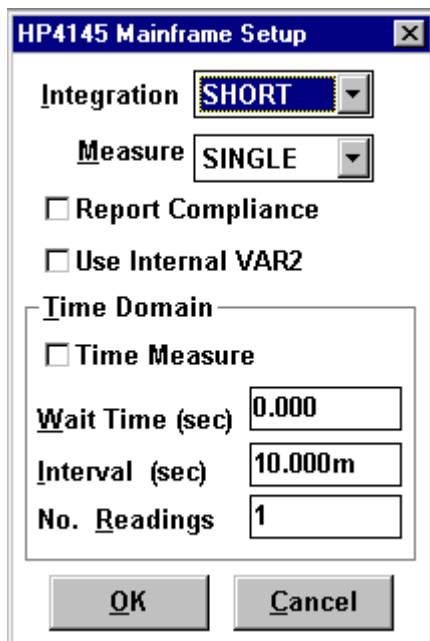 HP4145 Mainframe Setup
Integration SHORT
Measure SINGLE
Report Compliance
Use Internal VAR2
Time Domain
Time Measure
Wait Time (sec) 0.000
Interval (sec) 10.000m
No. Readings 1
OK Cancel